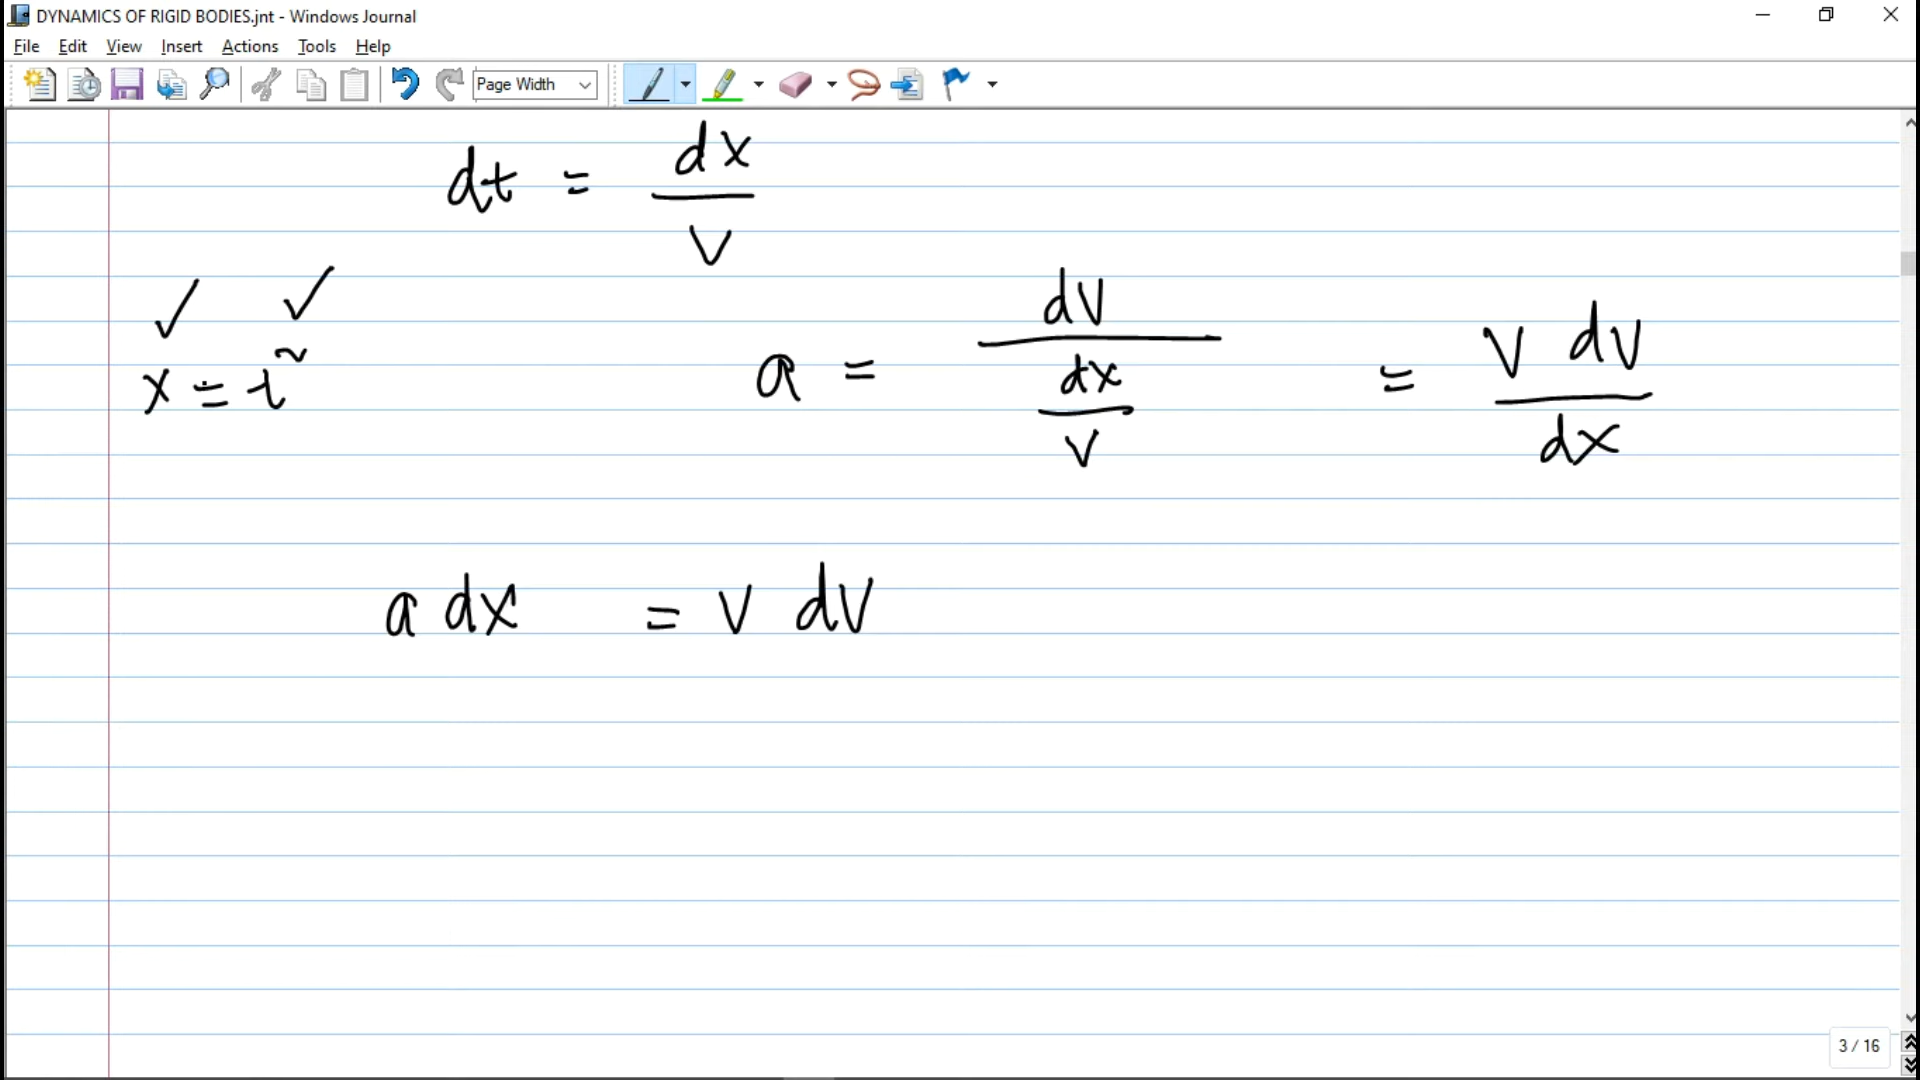 DYNAMICS OF RIGID BODIES.jnt - Windows Journal
File Edit View Insert Actions Tools Help
Page Width
dt = dx / v
x = t²
a = dv / (dx / v) = v dv / dx
a dx = v dv
3 / 16